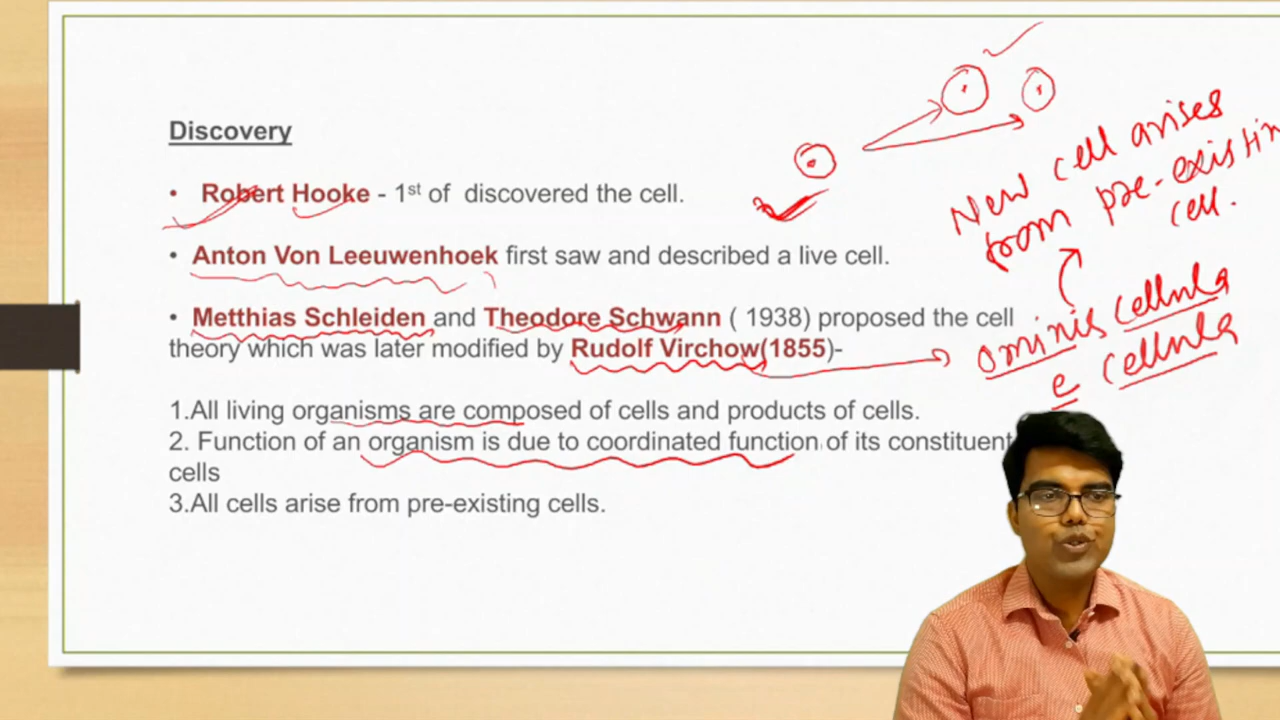 Discovery
• Robert Hooke - 1st of discovered the cell.
• Anton Von Leeuwenhoek first saw and described a live cell.
• Metthias Schleiden and Theodore Schwann ( 1938) proposed the cell
theory which was later modified by Rudolf Virchow(1855)-
1.All living organisms are composed of cells and products of cells.
2. Function of an organism is due to coordinated function of its constituent
cells
3.All cells arise from pre-existing cells.
New cell arises
from pre-existin
cell.
ominis cellula
e cellula